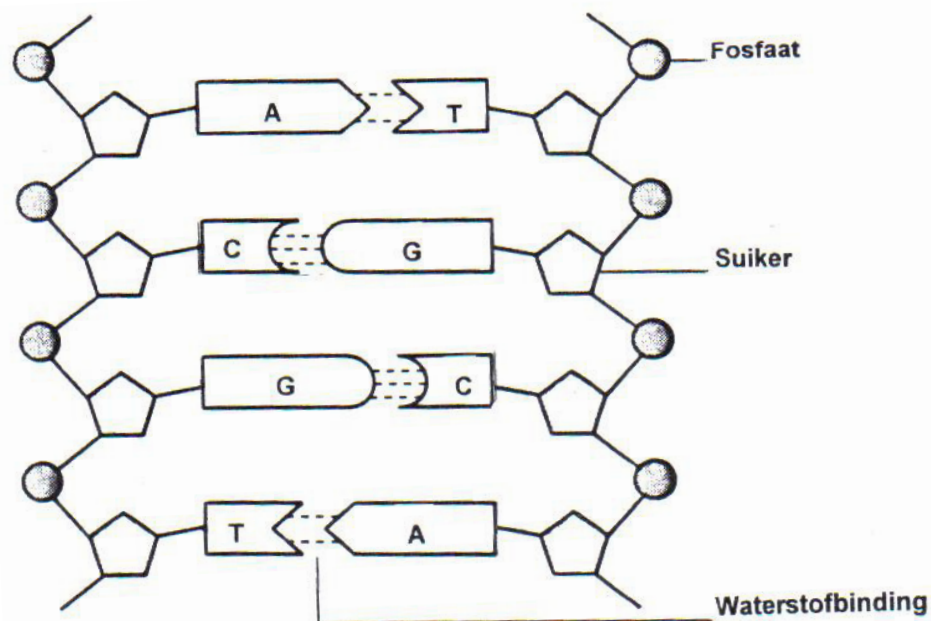 Fosfaat
A T
C G
Suiker
G C
T A
Waterstofbinding